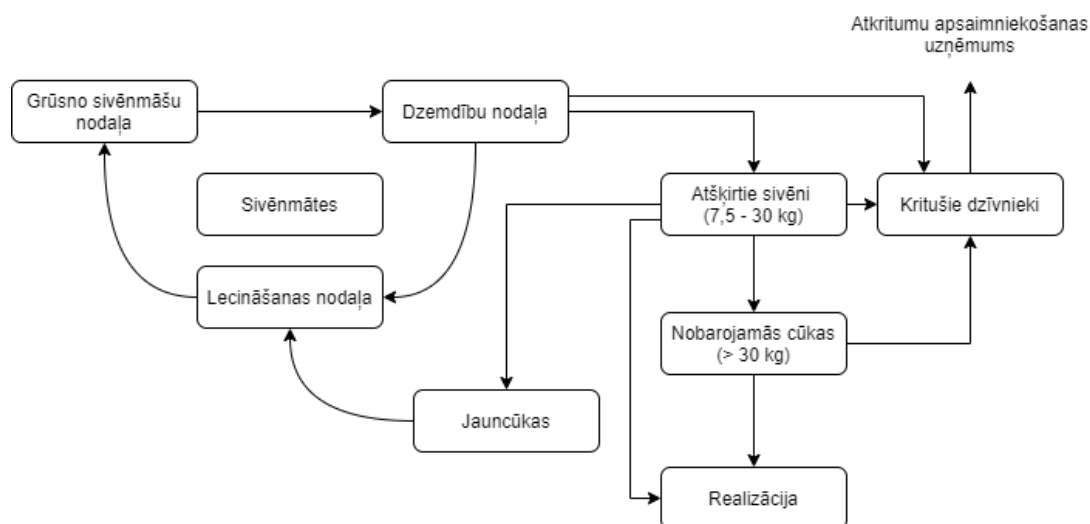 Atkritumu apsaimniekošanas
uzņēmums
Grūsno sivēnmāšu
nodaļa
Dzemdību nodaļa
Sivēnmātes
Atšķirtie sivēni
(7,5 - 30 kg)
Kritušie dzīvnieki
Lecināšanas nodaļa
Nobarojamās cūkas
(> 30 kg)
Jauncūkas
Realizācija